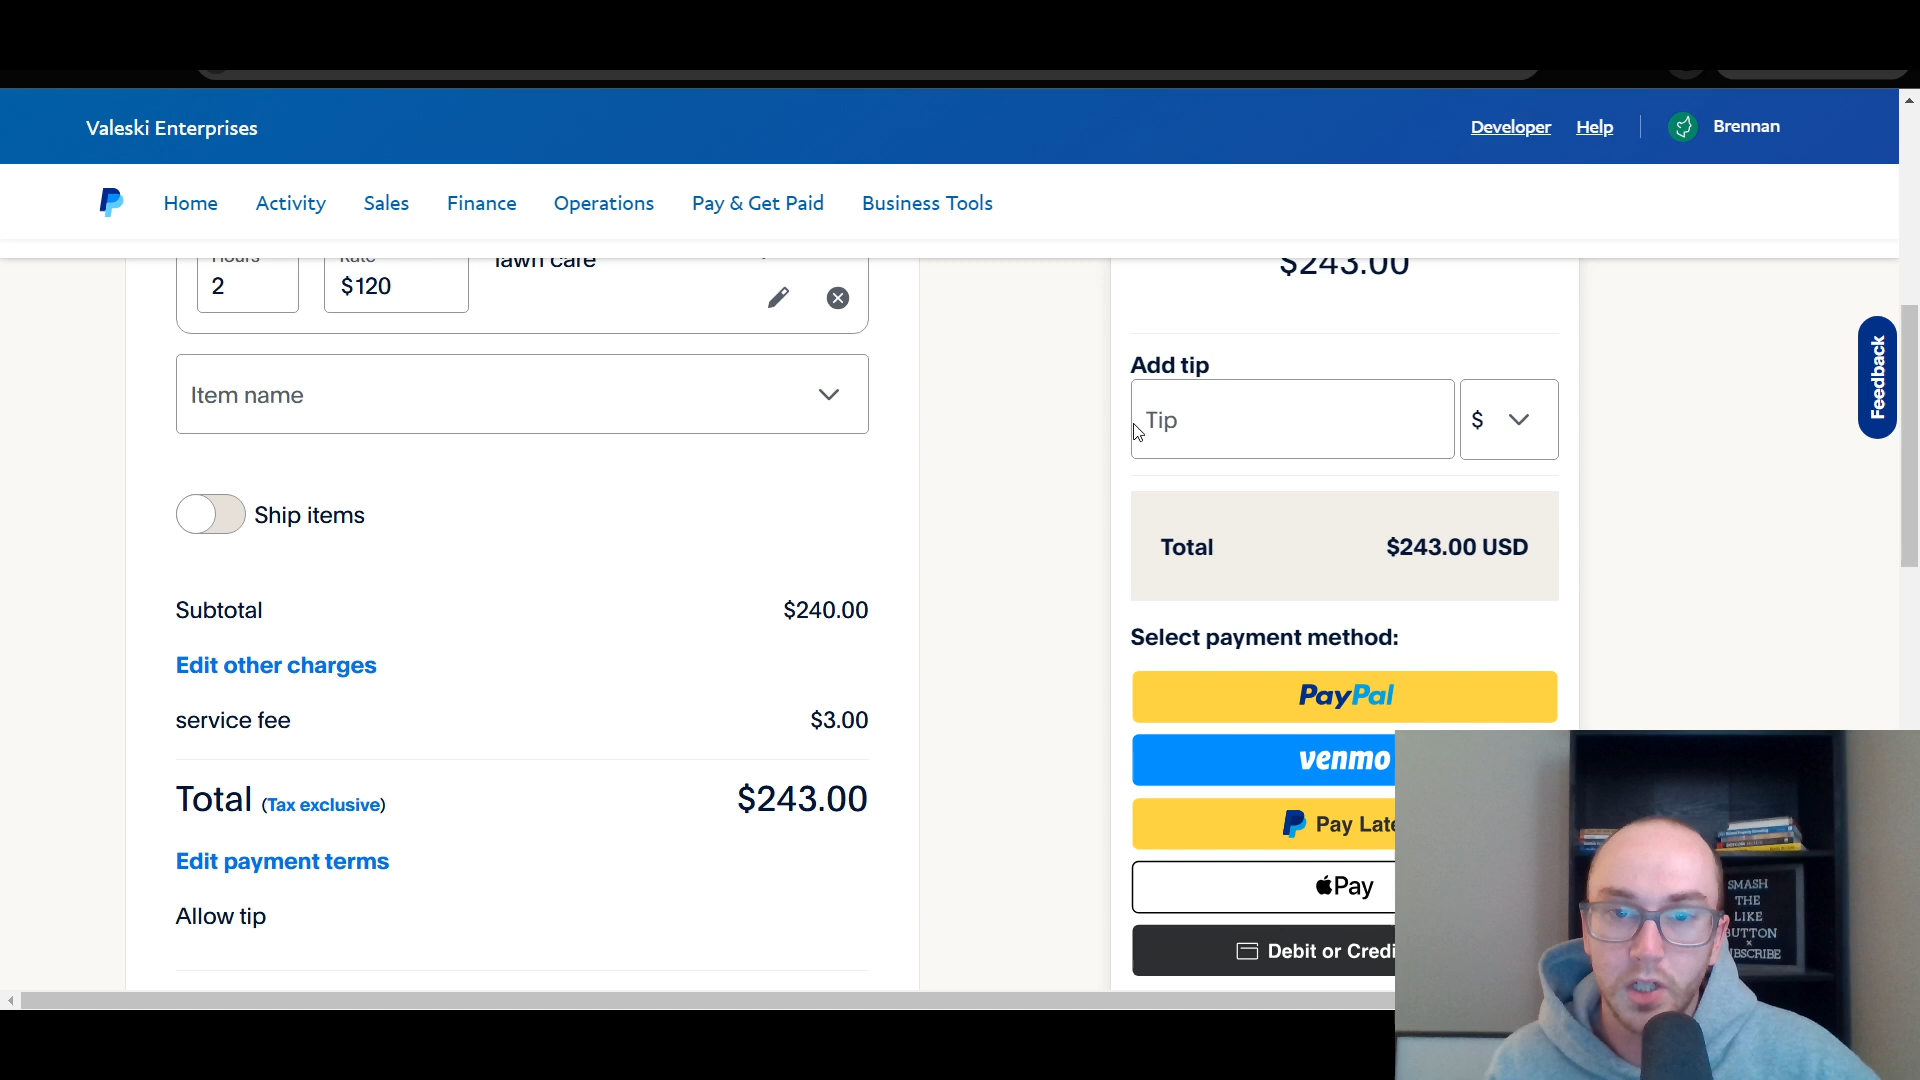 Valeski Enterprises
Developer Help Brennan
Home Activity Sales Finance Operations Pay & Get Paid Business Tools
Hours Rate lawn care
2 $120
Item name
Ship items
Subtotal $240.00
Edit other charges
service fee $3.00
Total (Tax exclusive) $243.00
Edit payment terms
Allow tip
$243.00
Add tip
Tip $
Total $243.00 USD
Select payment method:
PayPal
venmo
Pay Late
Pay
Debit or Credi
Feedback
SMASH
THE
LIKE
BUTTON
×
UBSCRIBE